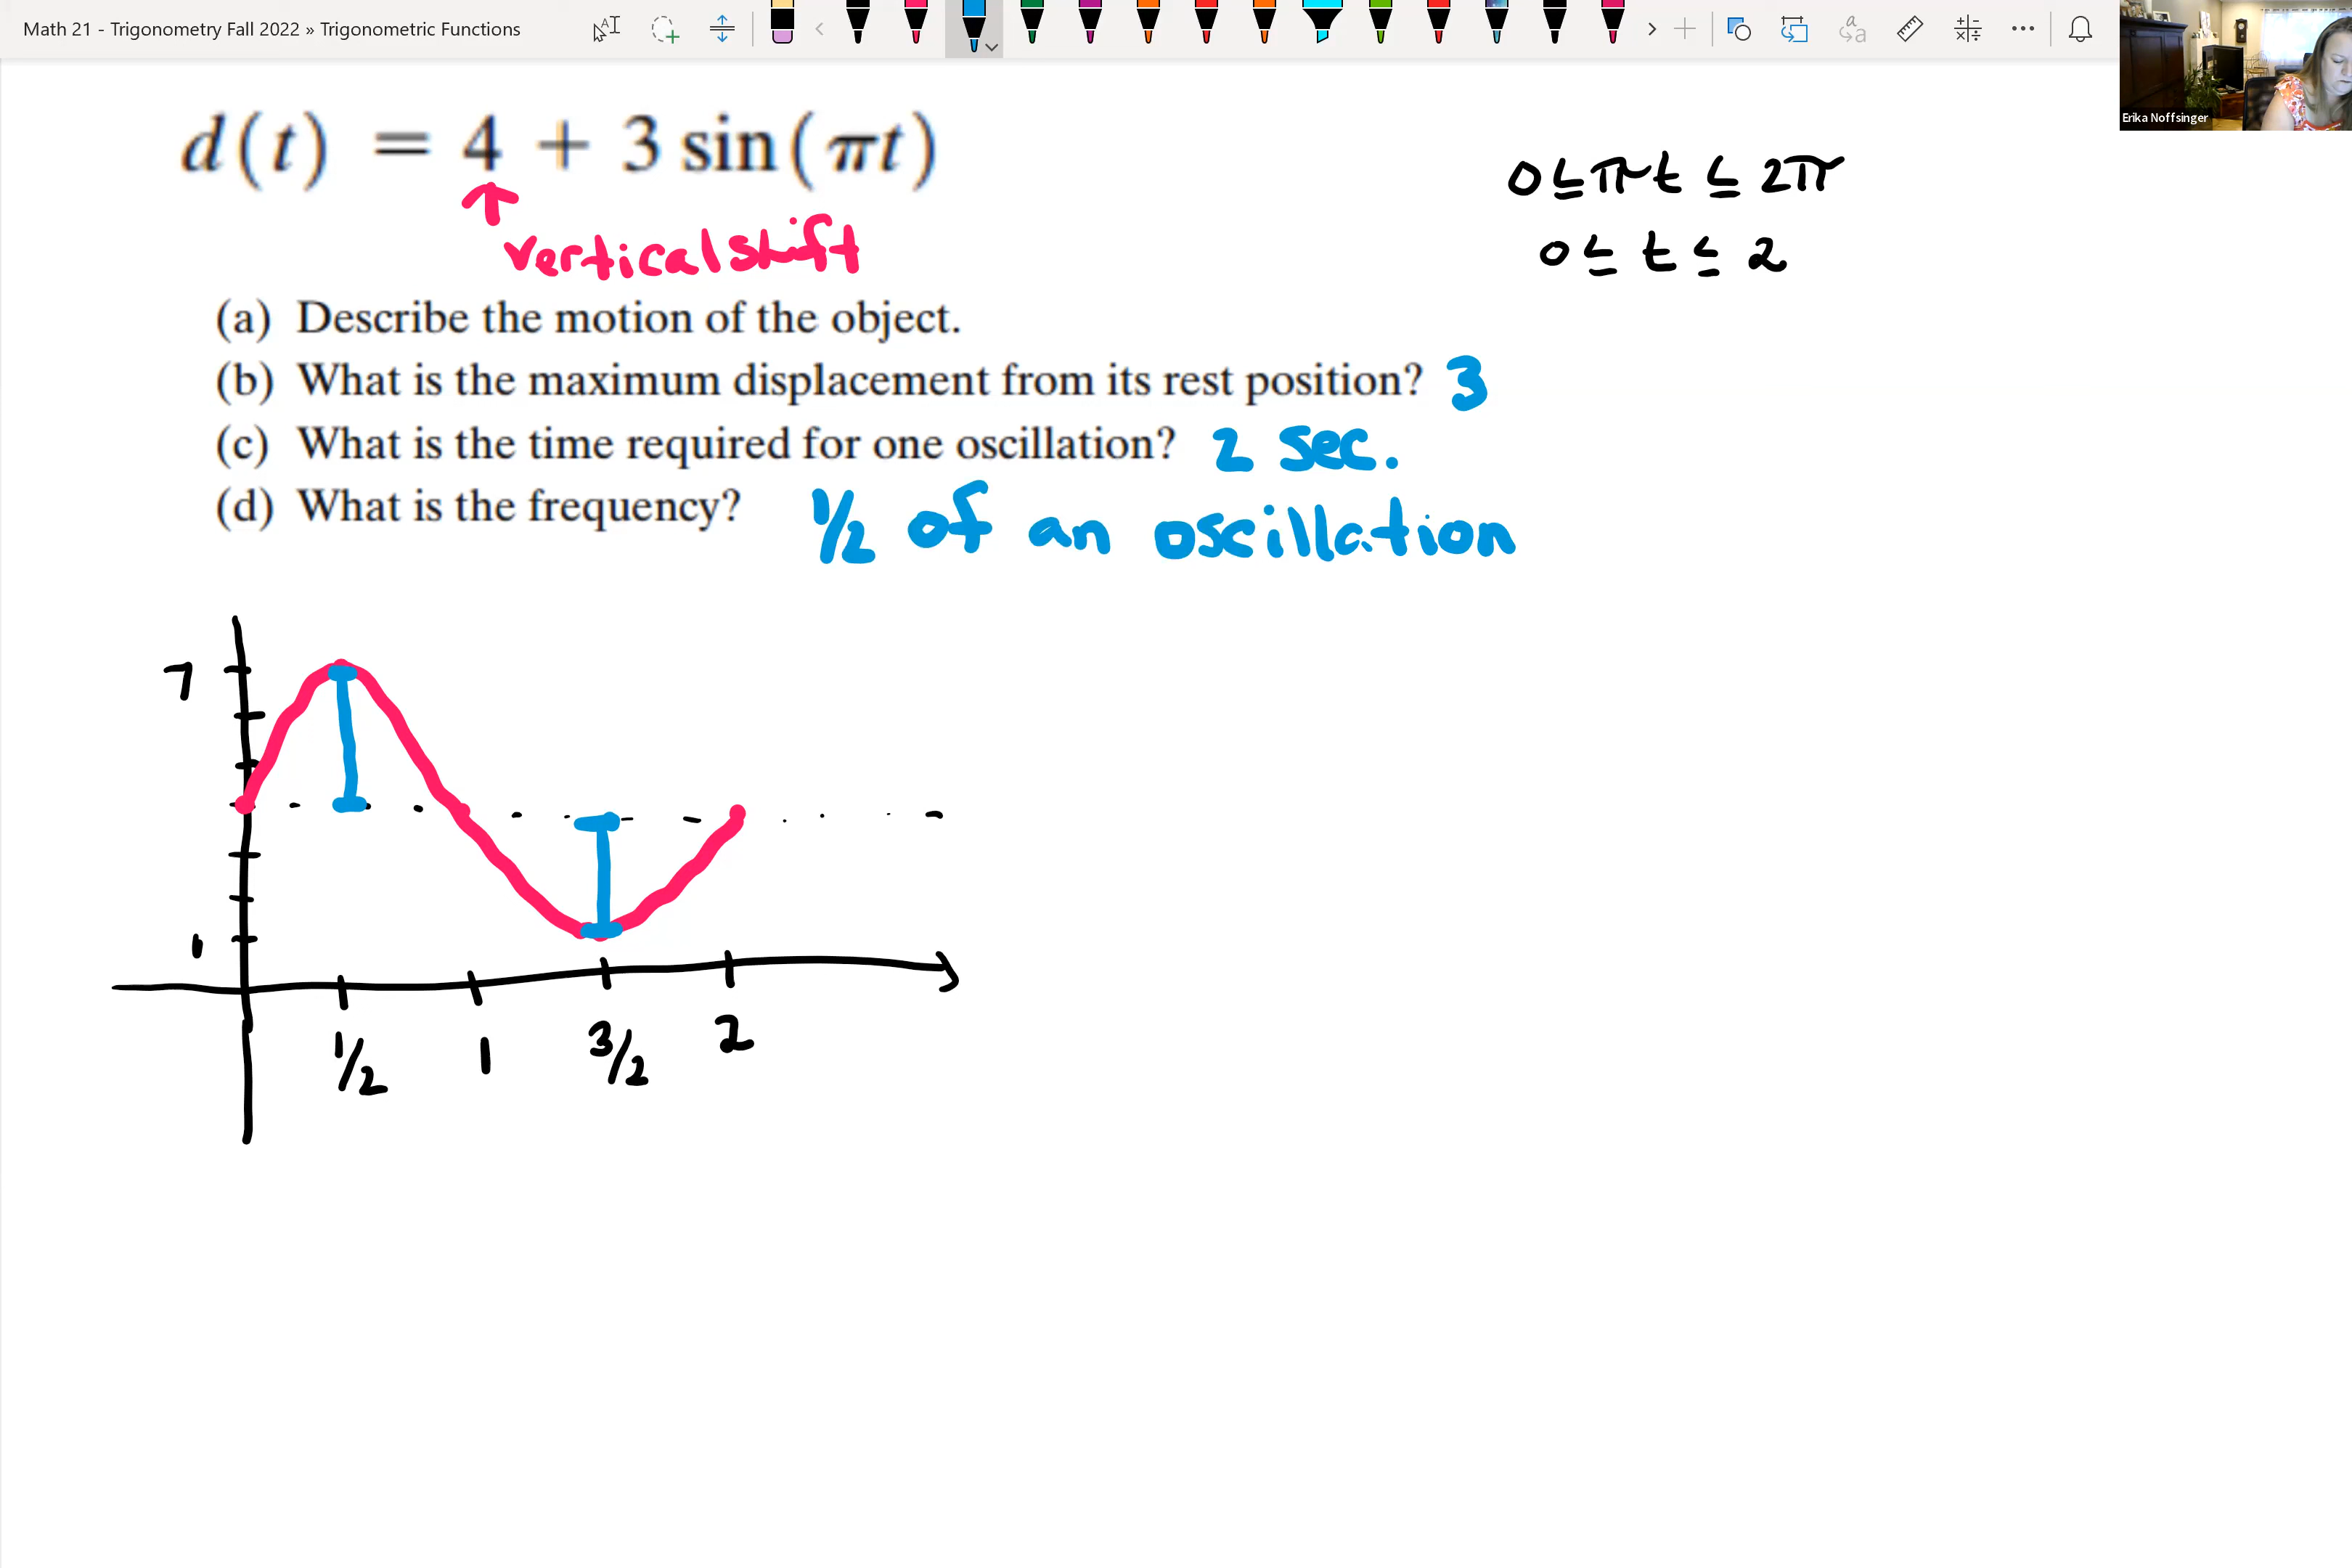 Math 21 - Trigonometry Fall 2022 » Trigonometric Functions
Erika Noffsinger
d(t) = 4 + 3 sin(πt)
0 ≤ πt ≤ 2π
vertical shift
0 ≤ t ≤ 2
(a) Describe the motion of the object.
(b) What is the maximum displacement from its rest position? 3
(c) What is the time required for one oscillation? 2 sec.
(d) What is the frequency? 1/2 of an oscillation
7
1
1/2 1 3/2 2